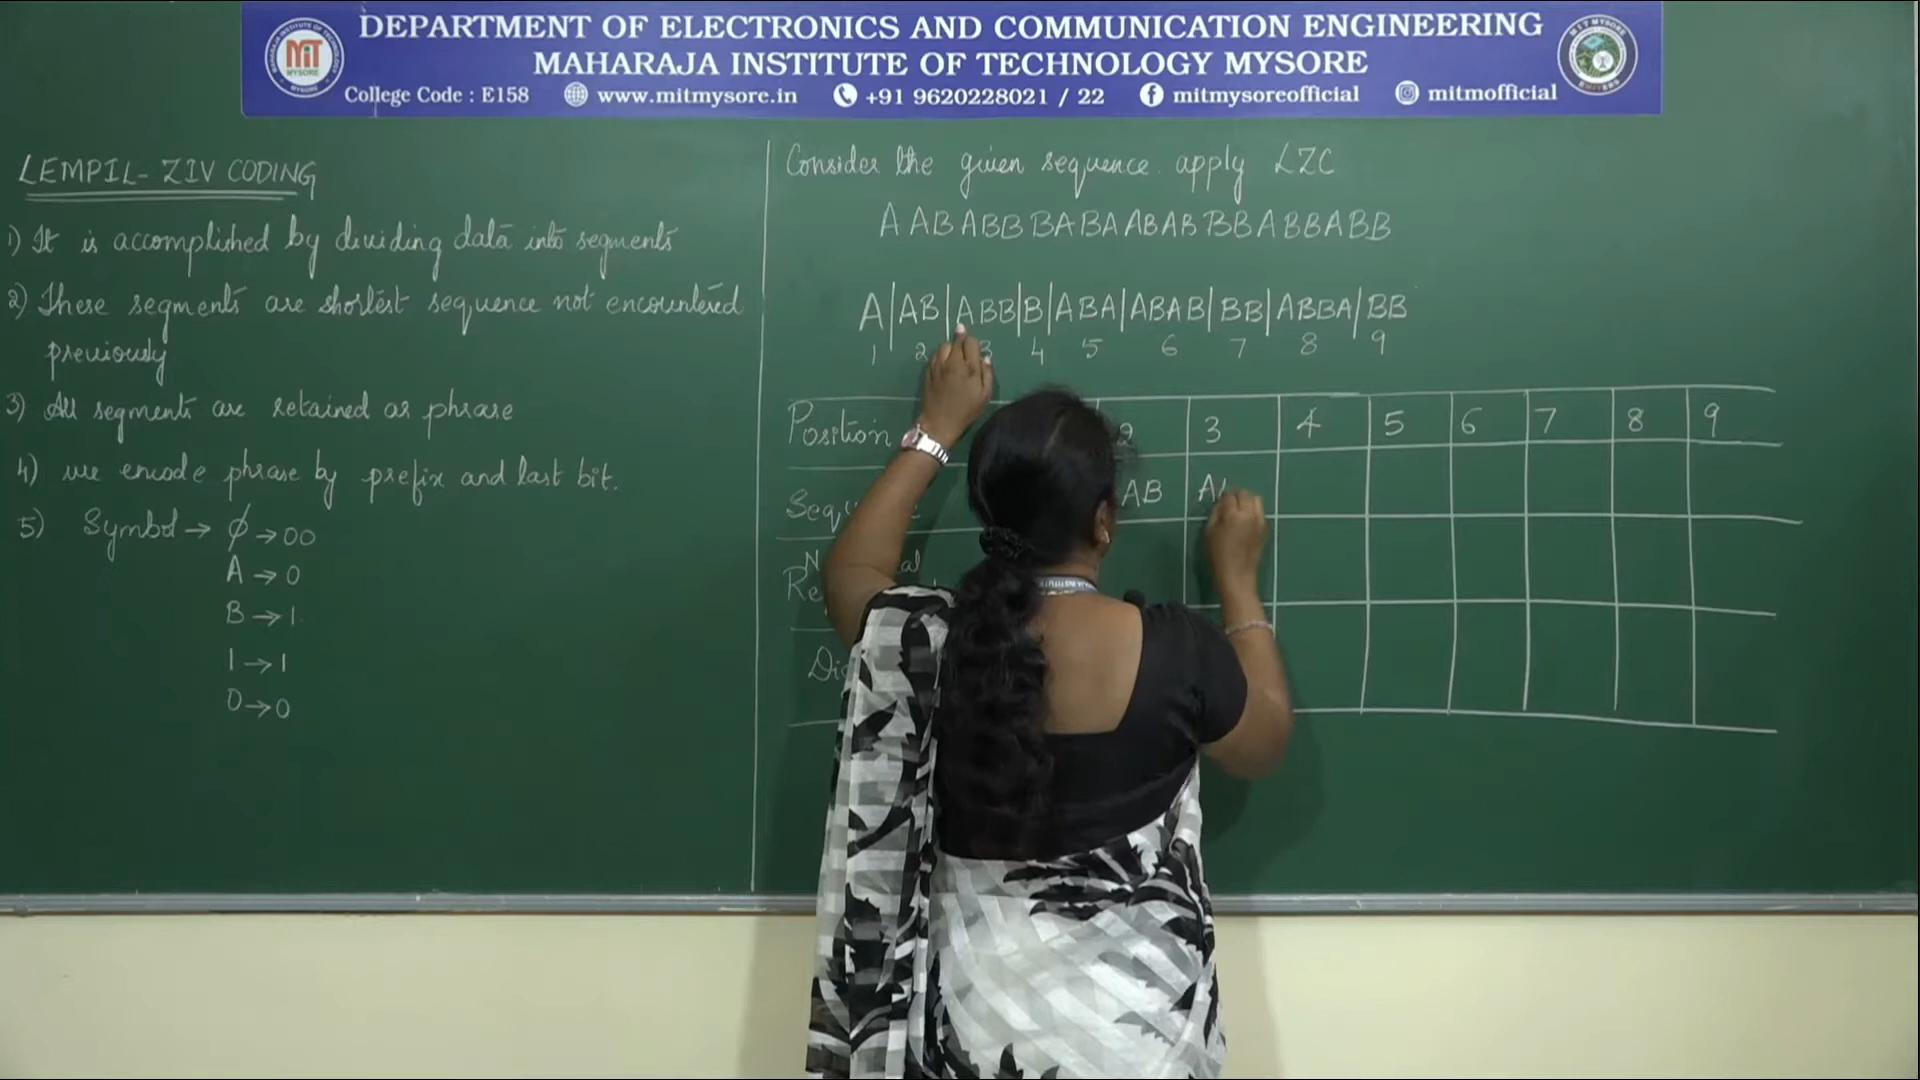 DEPARTMENT OF ELECTRONICS AND COMMUNICATION ENGINEERING
MAHARAJA INSTITUTE OF TECHNOLOGY MYSORE
College Code : E158 www.mitmysore.in +91 9620228021 / 22 mitmysoreofficial mitmofficial
MIT
MYSORE
LEMPIL-ZIV CODING
1) It is accomplished by dividing data into segments
2) These segments are shortest sequence not encountered
previously
3) All segments are retained as phrase
4) we encode phrase by prefix and last bit.
5) Symbol → ϕ → 00
A → 0
B → 1
1 → 1
0 → 0
Consider the given sequence. apply LZC
A AB ABB BABA ABAB BB ABBABB
A|AB|ABB|B|ABA|ABAB|BB|ABBA|BB
1 2 3 4 5 6 7 8 9
Position 2 3 4 5 6 7 8 9
AB